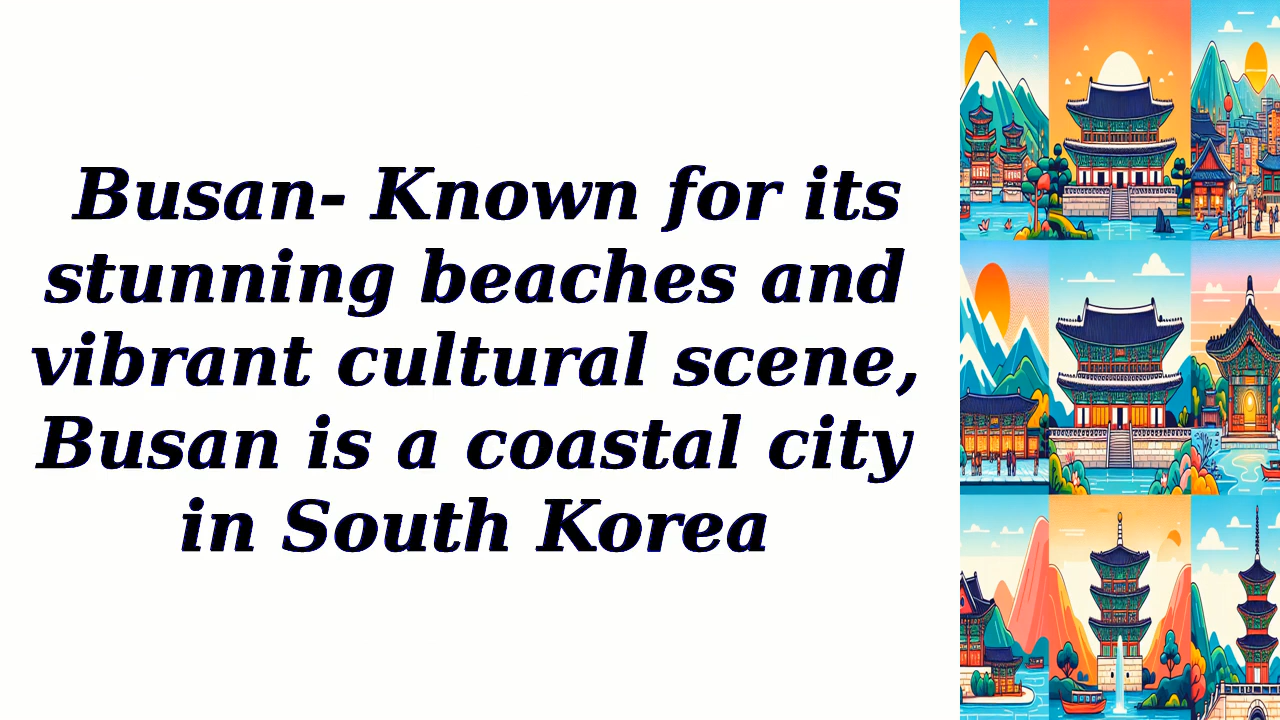 Busan- Known for its
stunning beaches and
vibrant cultural scene,
Busan is a coastal city
in South Korea